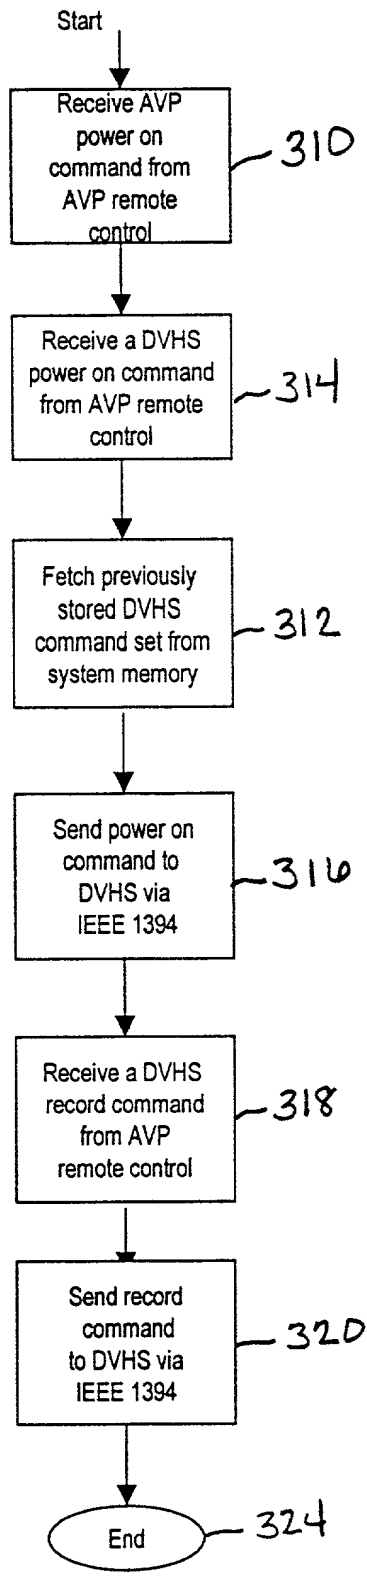 Start
Receive AVP
power on
command from
AVP remote
control
310
Receive a DVHS
power on command
from AVP remote
control
314
Fetch previously
stored DVHS
command set from
system memory
312
Send power on
command to
DVHS via
IEEE 1394
316
Receive a DVHS
record command
from AVP
remote control
318
Send record
command
to DVHS via
IEEE 1394
320
End
324